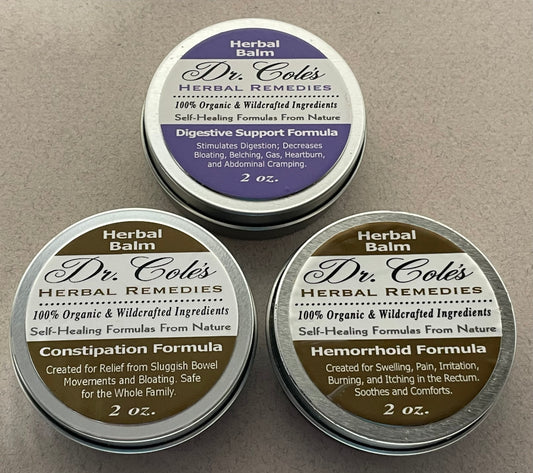 Herbal
Balm
Dr. Cole's
HERBAL REMEDIES
100% Organic & Wildcrafted Ingredients
Self-Healing Formulas From Nature
Digestive Support Formula
Stimulates Digestion; Decreases
Bloating, Belching, Gas, Heartburn,
and Abdominal Cramping.
2 oz.
Herbal
Balm
Dr. Cole's
HERBAL REMEDIES
100% Organic & Wildcrafted Ingredients
Self-Healing Formulas From Nature
Constipation Formula
Created for Relief from Sluggish Bowel
Movements and Bloating. Safe
for the Whole Family.
2 oz.
Herbal
Balm
Dr. Cole's
HERBAL REMEDIES
100% Organic & Wildcrafted Ingredients
Self-Healing Formulas From Nature
Hemorrhoid Formula
Created for Swelling, Pain, Irritation,
Burning, and Itching in the Rectum.
Soothes and Comforts.
2 oz.